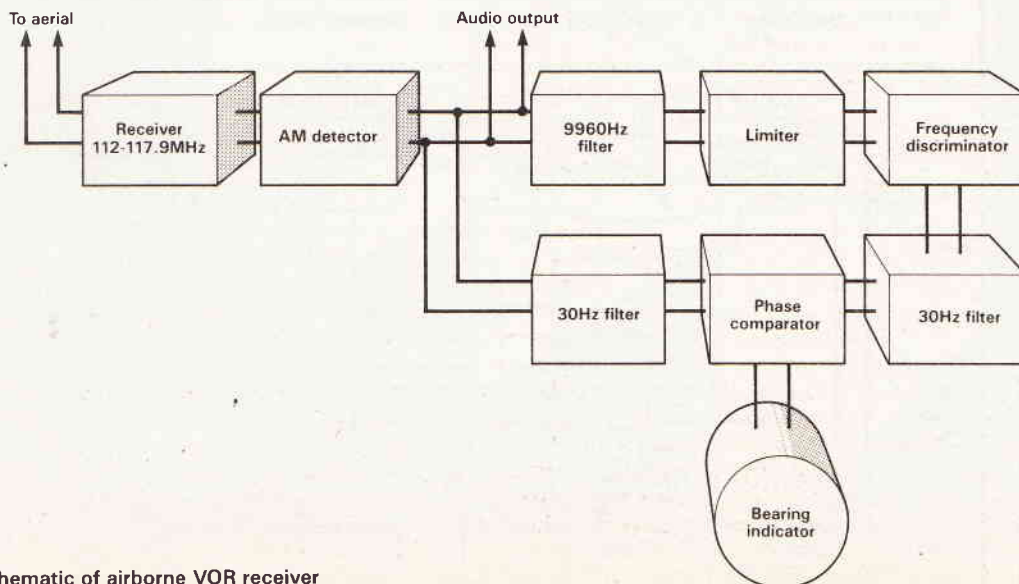 To aerial
Audio output
Receiver
112-117.9MHz
AM detector
9960Hz
filter
Limiter
Frequency
discriminator
30Hz filter
Phase
comparator
30Hz filter
Bearing
indicator
hematic of airborne VOR receiver